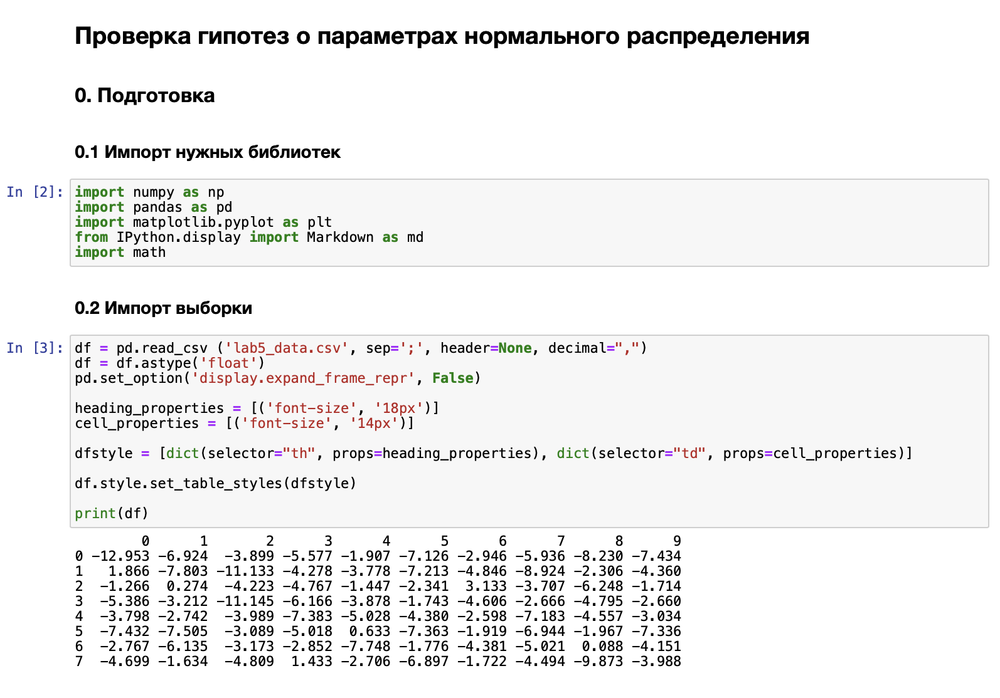 Проверка гипотез о параметрах нормального распределения
0. Подготовка
0.1 Импорт нужных библиотек
In [2]: import numpy as np
import pandas as pd
import matplotlib.pyplot as plt
from IPython.display import Markdown as md
import math
0.2 Импорт выборки
In [3]: df = pd.read_csv ('lab5_data.csv', sep=';', header=None, decimal=",")
df = df.astype('float')
pd.set_option('display.expand_frame_repr', False)
heading_properties = [('font-size', '18px')]
cell_properties = [('font-size', '14px')]
dfstyle = [dict(selector="th", props=heading_properties), dict(selector="td", props=cell_properties)]
df.style.set_table_styles(dfstyle)
print(df)
0 1 2 3 4 5 6 7 8 9
0 -12.953 -6.924 -3.899 -5.577 -1.907 -7.126 -2.946 -5.936 -8.230 -7.434
1 1.866 -7.803 -11.133 -4.278 -3.778 -7.213 -4.846 -8.924 -2.306 -4.360
2 -1.266 0.274 -4.223 -4.767 -1.447 -2.341 3.133 -3.707 -6.248 -1.714
3 -5.386 -3.212 -11.145 -6.166 -3.878 -1.743 -4.606 -2.666 -4.795 -2.660
4 -3.798 -2.742 -3.989 -7.383 -5.028 -4.380 -2.598 -7.183 -4.557 -3.034
5 -7.432 -7.505 -3.089 -5.018 0.633 -7.363 -1.919 -6.944 -1.967 -7.336
6 -2.767 -6.135 -3.173 -2.852 -7.748 -1.776 -4.381 -5.021 0.088 -4.151
7 -4.699 -1.634 -4.809 1.433 -2.706 -6.897 -1.722 -4.494 -9.873 -3.988